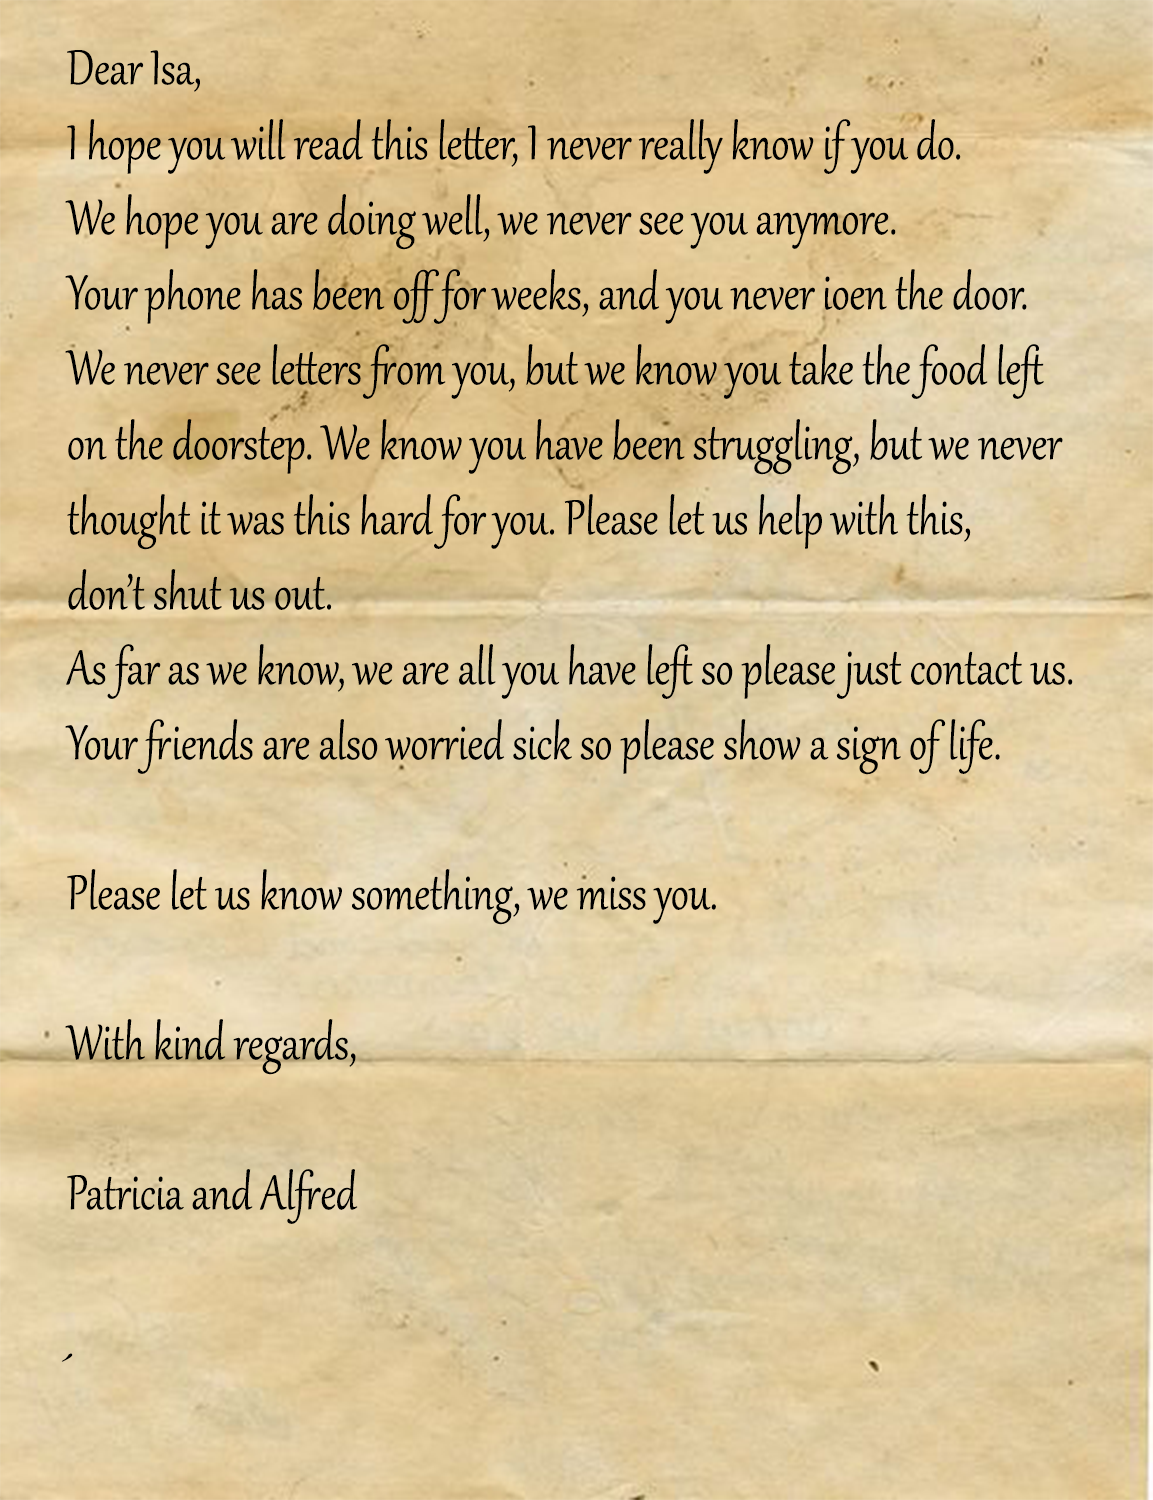 Dear Isa,
I hope you will read this letter, I never really know if you do.
We hope you are doing well, we never see you anymore.
Your phone has been off for weeks, and you never ioen the door.
We never see letters from you, but we know you take the food left
on the doorstep. We know you have been struggling, but we never
thought it was this hard for you. Please let us help with this,
don’t shut us out.
As far as we know, we are all you have left so please just contact us.
Your friends are also worried sick so please show a sign of life.
Please let us know something, we miss you.
With kind regards,
Patricia and Alfred